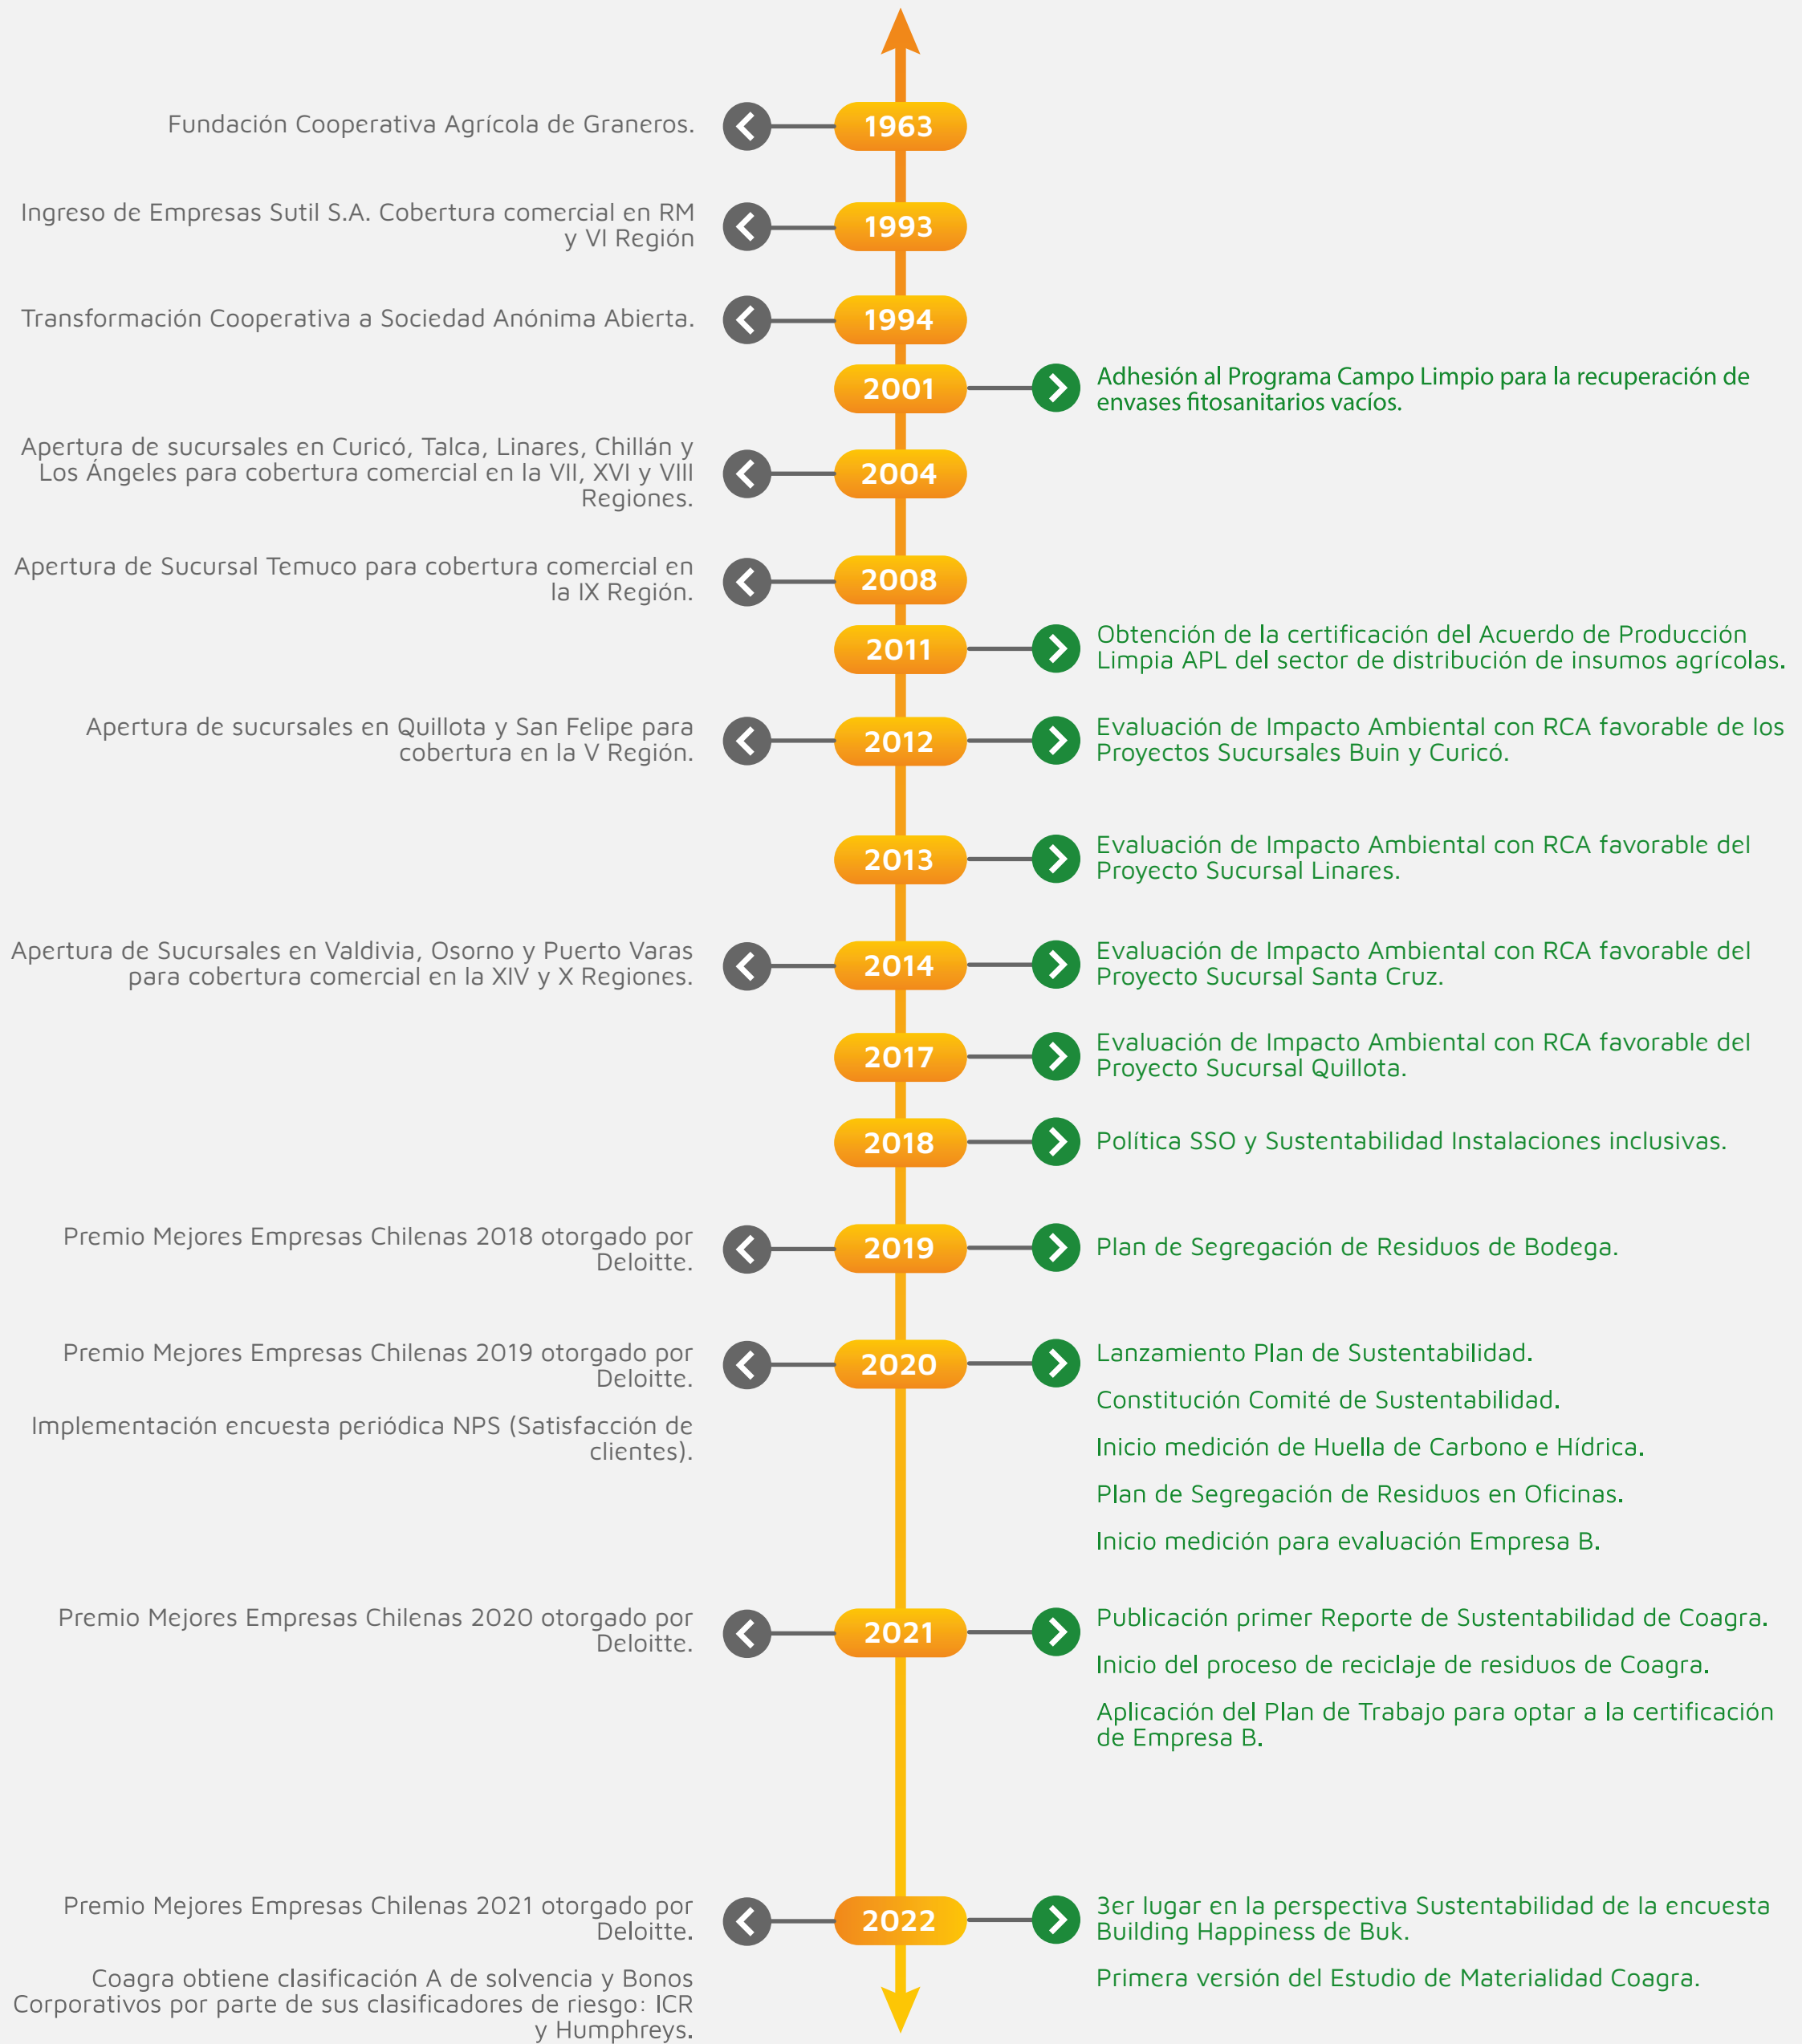 Fundación Cooperativa Agrícola de Graneros.
1963
Ingreso de Empresas Sutil S.A. Cobertura comercial en RM
y VI Región
1993
Transformación Cooperativa a Sociedad Anónima Abierta.
1994
2001
Adhesión al Programa Campo Limpio para la recuperación de
envases fitosanitarios vacíos.
Apertura de sucursales en Curicó, Talca, Linares, Chillán y
Los Ángeles para cobertura comercial en la VII, XVI y VIII
Regiones.
2004
Apertura de Sucursal Temuco para cobertura comercial en
la IX Región.
2008
2011
Obtención de la certificación del Acuerdo de Producción
Limpia APL del sector de distribución de insumos agrícolas.
Apertura de sucursales en Quillota y San Felipe para
cobertura en la V Región.
2012
Evaluación de Impacto Ambiental con RCA favorable de los
Proyectos Sucursales Buin y Curicó.
2013
Evaluación de Impacto Ambiental con RCA favorable del
Proyecto Sucursal Linares.
Apertura de Sucursales en Valdivia, Osorno y Puerto Varas
para cobertura comercial en la XIV y X Regiones.
2014
Evaluación de Impacto Ambiental con RCA favorable del
Proyecto Sucursal Santa Cruz.
2017
Evaluación de Impacto Ambiental con RCA favorable del
Proyecto Sucursal Quillota.
2018
Política SSO y Sustentabilidad Instalaciones inclusivas.
Premio Mejores Empresas Chilenas 2018 otorgado por
Deloitte.
2019
Plan de Segregación de Residuos de Bodega.
Premio Mejores Empresas Chilenas 2019 otorgado por
Deloitte.
Implementación encuesta periódica NPS (Satisfacción de
clientes).
2020
Lanzamiento Plan de Sustentabilidad.
Constitución Comité de Sustentabilidad.
Inicio medición de Huella de Carbono e Hídrica.
Plan de Segregación de Residuos en Oficinas.
Inicio medición para evaluación Empresa B.
Premio Mejores Empresas Chilenas 2020 otorgado por
Deloitte.
2021
Publicación primer Reporte de Sustentabilidad de Coagra.
Inicio del proceso de reciclaje de residuos de Coagra.
Aplicación del Plan de Trabajo para optar a la certificación
de Empresa B.
Premio Mejores Empresas Chilenas 2021 otorgado por
Deloitte.
Coagra obtiene clasificación A de solvencia y Bonos
Corporativos por parte de sus clasificadores de riesgo: ICR
y Humphreys.
2022
3er lugar en la perspectiva Sustentabilidad de la encuesta
Building Happiness de Buk.
Primera versión del Estudio de Materialidad Coagra.